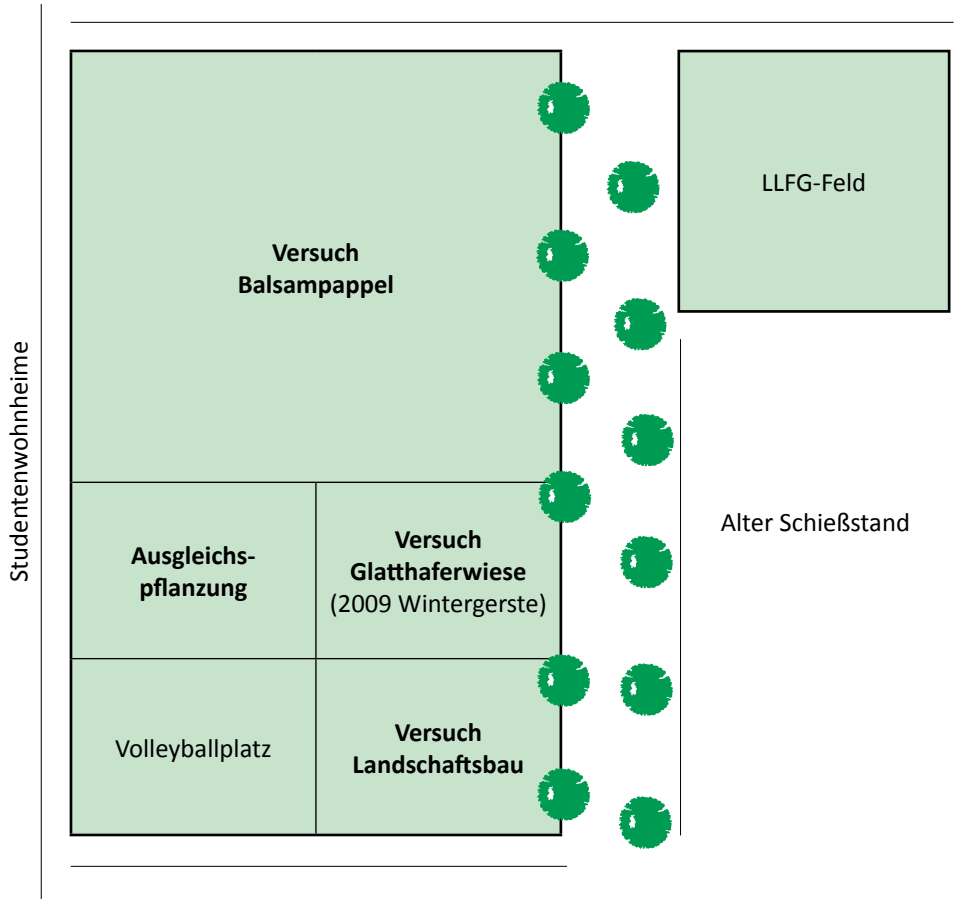 LLFG-Feld
Versuch
Balsampappel
Studentenwohnheime
Ausgleichs-
pflanzung
Versuch
Glatthaferwiese
(2009 Wintergerste)
Alter Schießstand
Volleyballplatz
Versuch
Landschaftsbau